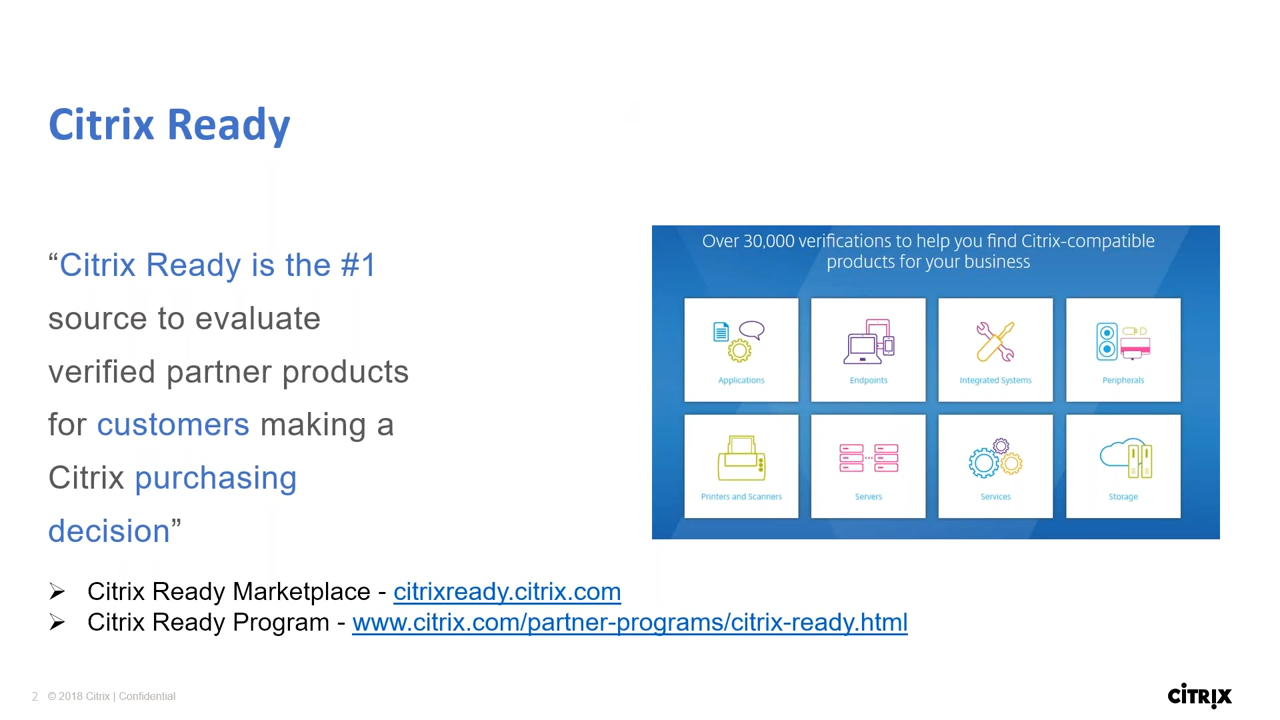 Citrix Ready
“Citrix Ready is the #1
source to evaluate
verified partner products
for customers making a
Citrix purchasing
decision”
Over 30,000 verifications to help you find Citrix-compatible
products for your business
Applications
Endpoints
Integrated Systems
Peripherals
Printers and Scanners
Servers
Services
Storage
➢ Citrix Ready Marketplace - citrixready.citrix.com
➢ Citrix Ready Program - www.citrix.com/partner-programs/citrix-ready.html
2 © 2018 Citrix | Confidential
CITRIX